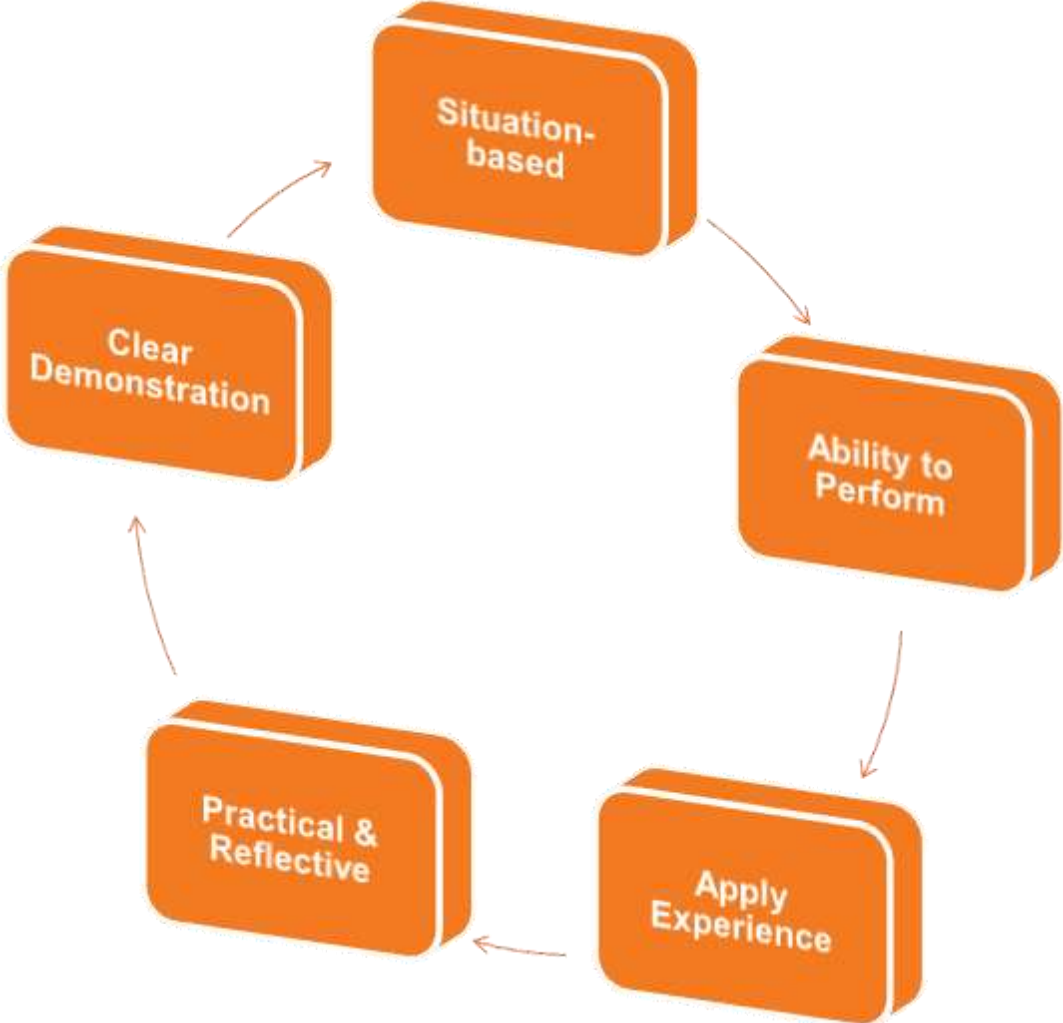 Situation-
based
Ability to
Perform
Apply
Experience
Practical &
Reflective
Clear
Demonstration